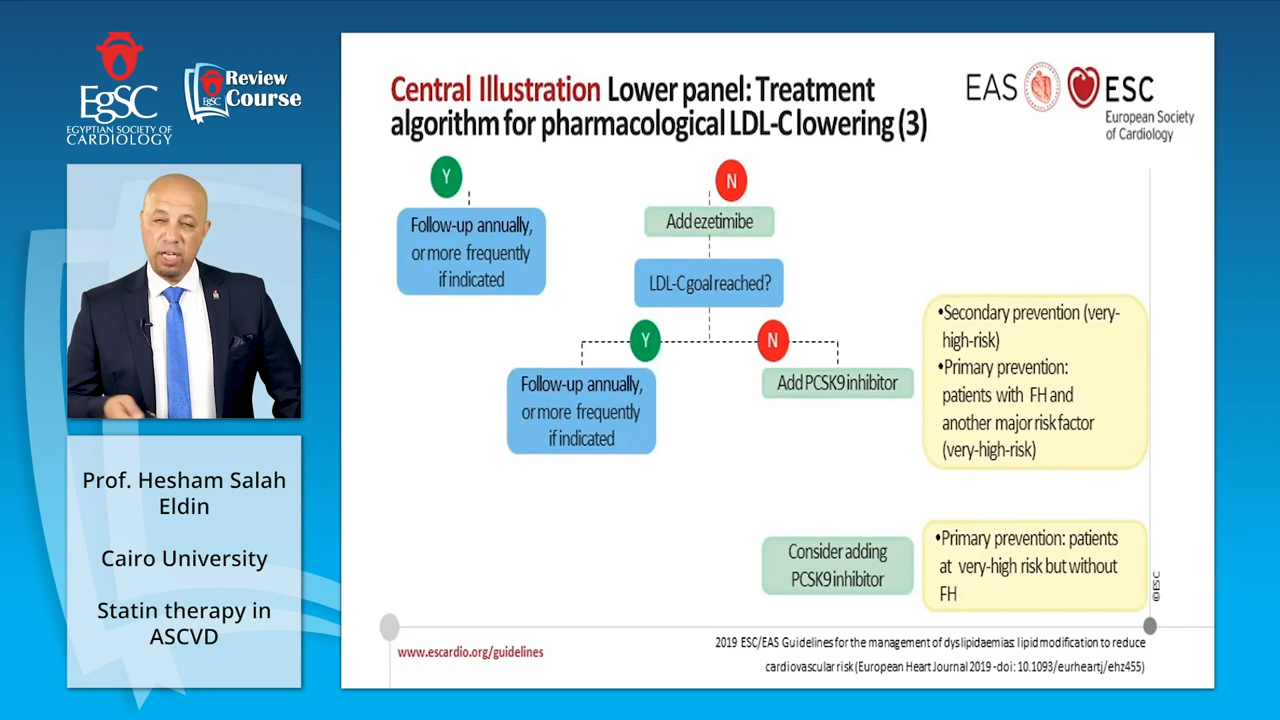 EgSC
EGYPTIAN SOCIETY OF
CARDIOLOGY
EgSC
Review
Course
Prof. Hesham Salah
Eldin
Cairo University
Statin therapy in
ASCVD
Central Illustration Lower panel: Treatment
algorithm for pharmacological LDL-C lowering (3)
EAS
ESC
European Society
of Cardiology
Y
N
Follow-up annually,
or more frequently
if indicated
Add ezetimibe
LDL-C goal reached?
Y
N
Follow-up annually,
or more frequently
if indicated
Add PCSK9 inhibitor
•Secondary prevention (very-
high-risk)
•Primary prevention:
patients with FH and
another major risk factor
(very-high-risk)
Consider adding
PCSK9 inhibitor
•Primary prevention: patients
at very-high risk but without
FH
©ESC
www.escardio.org/guidelines
2019 ESC/EAS Guidelines for the management of dyslipidaemias: lipid modification to reduce
cardiovascular risk (European Heart Journal 2019 -doi: 10.1093/eurheartj/ehz455)